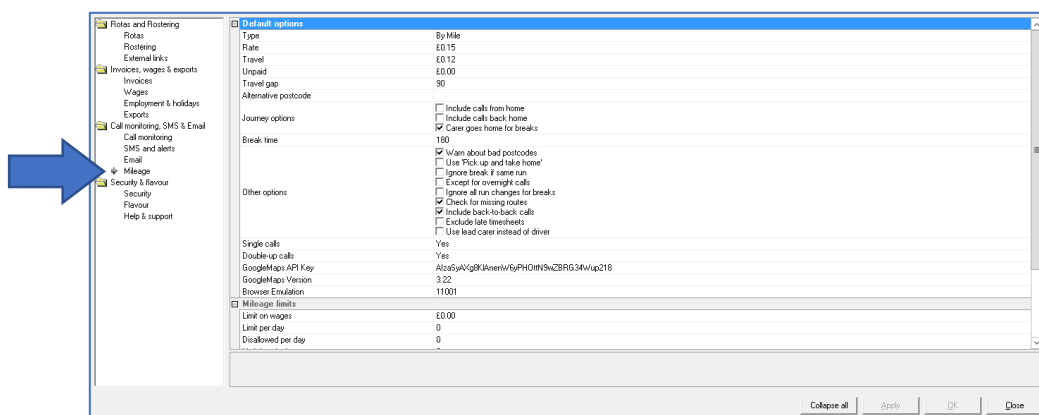 Rotas and Rostering
Rotas
Rostering
External links
Invoices, wages & exports
Invoices
Wages
Employment & holidays
Exports
Call monitoring, SMS & Email
Call monitoring
SMS and alerts
Email
Mileage
Security & flavour
Security
Flavour
Help & support
Default options
Type By Mile
Rate £0.15
Travel £0.12
Unpaid £0.00
Travel gap 90
Alternative postcode
Journey options
Include calls from home
Include calls back home
Carer goes home for breaks
Break time 180
Other options
Warn about bad postcodes
Use 'Pick up and take home'
Ignore break if same run
Except for overnight calls
Ignore all run changes for breaks
Check for missing routes
Include back-to-back calls
Exclude late timesheets
Use lead carer instead of driver
Single calls Yes
Double-up calls Yes
GoogleMaps API Key
GoogleMaps Version 3.22
Browser Emulation 11001
Mileage limits
Limit on wages £0.00
Limit per day 0
Disallowed per day 0
Collapse all Apply OK Close